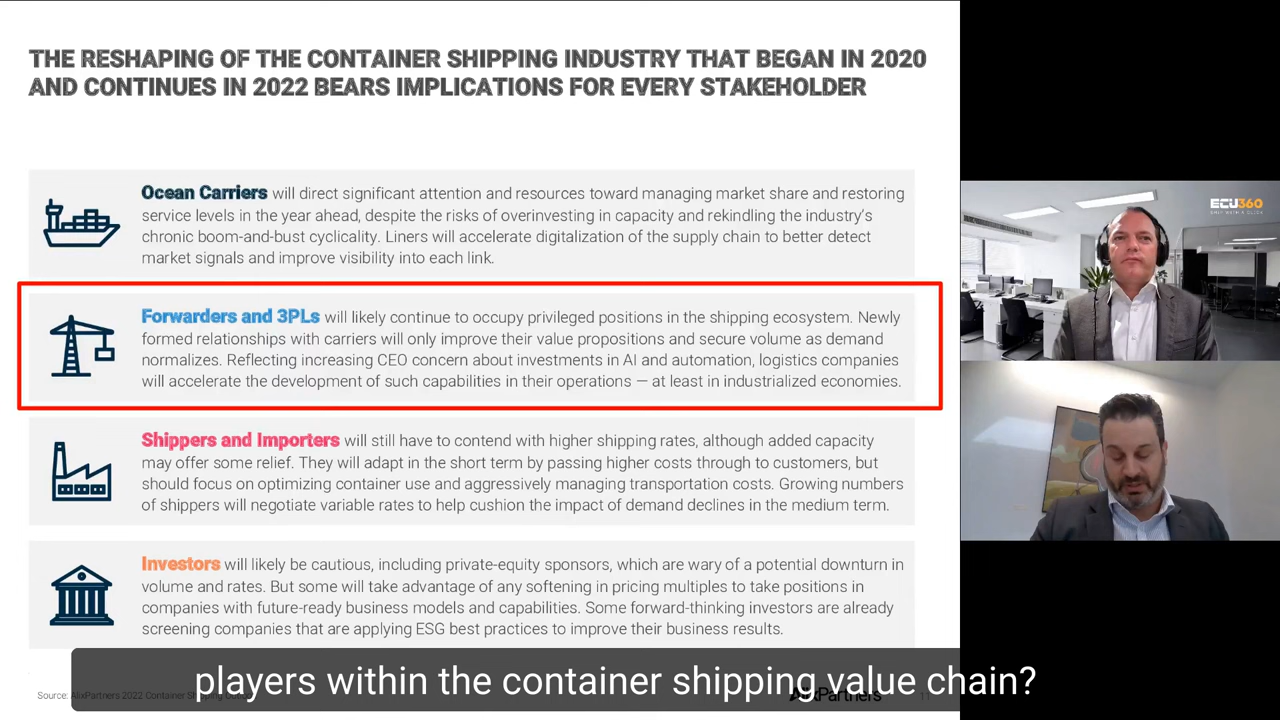 THE RESHAPING OF THE CONTAINER SHIPPING INDUSTRY THAT BEGAN IN 2020
AND CONTINUES IN 2022 BEARS IMPLICATIONS FOR EVERY STAKEHOLDER
Ocean Carriers will direct significant attention and resources toward managing market share and restoring
service levels in the year ahead, despite the risks of overinvesting in capacity and rekindling the industry's
chronic boom-and-bust cyclicality. Liners will accelerate digitalization of the supply chain to better detect
market signals and improve visibility into each link.
Forwarders and 3PLs will likely continue to occupy privileged positions in the shipping ecosystem. Newly
formed relationships with carriers will only improve their value propositions and secure volume as demand
normalizes. Reflecting increasing CEO concern about investments in AI and automation, logistics companies
will accelerate the development of such capabilities in their operations — at least in industrialized economies.
Shippers and Importers will still have to contend with higher shipping rates, although added capacity
may offer some relief. They will adapt in the short term by passing higher costs through to customers, but
should focus on optimizing container use and aggressively managing transportation costs. Growing numbers
of shippers will negotiate variable rates to help cushion the impact of demand declines in the medium term.
Investors will likely be cautious, including private-equity sponsors, which are wary of a potential downturn in
volume and rates. But some will take advantage of any softening in pricing multiples to take positions in
companies with future-ready business models and capabilities. Some forward-thinking investors are already
screening companies that are applying ESG best practices to improve their business results.
Source: AlixPartners 2022 Container Shipping Outlook
AlixPartners 11
players within the container shipping value chain?
ECU360
SHIP WITH A CLICK